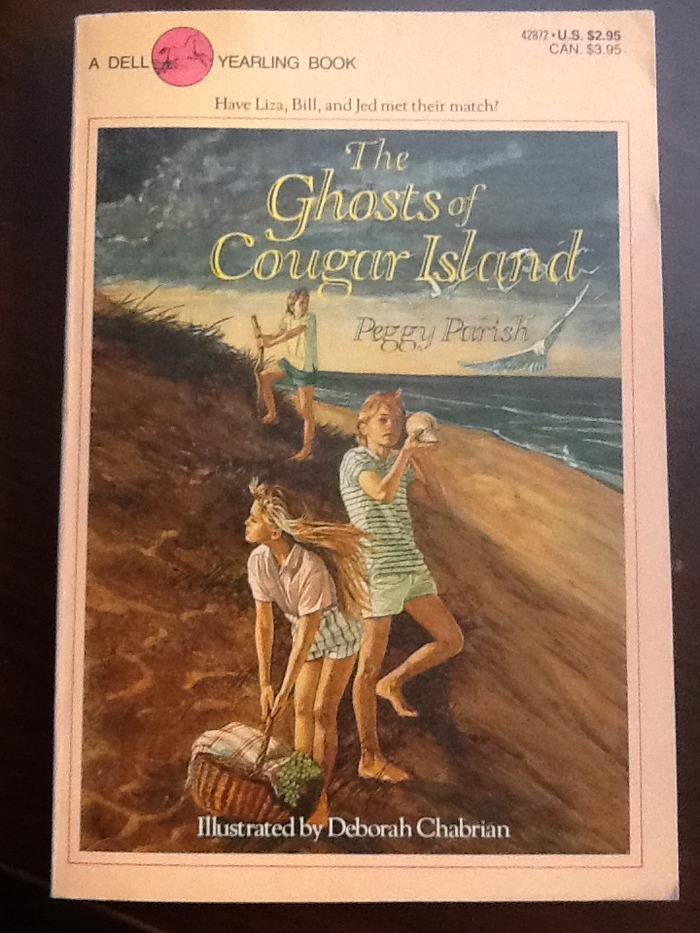 A DELL YEARLING BOOK
42872 • U.S. $2.95
CAN. $3.95
Have Liza, Bill, and Jed met their match?
The
Ghosts of
Cougar Island
Peggy Parish
Illustrated by Deborah Chabrian